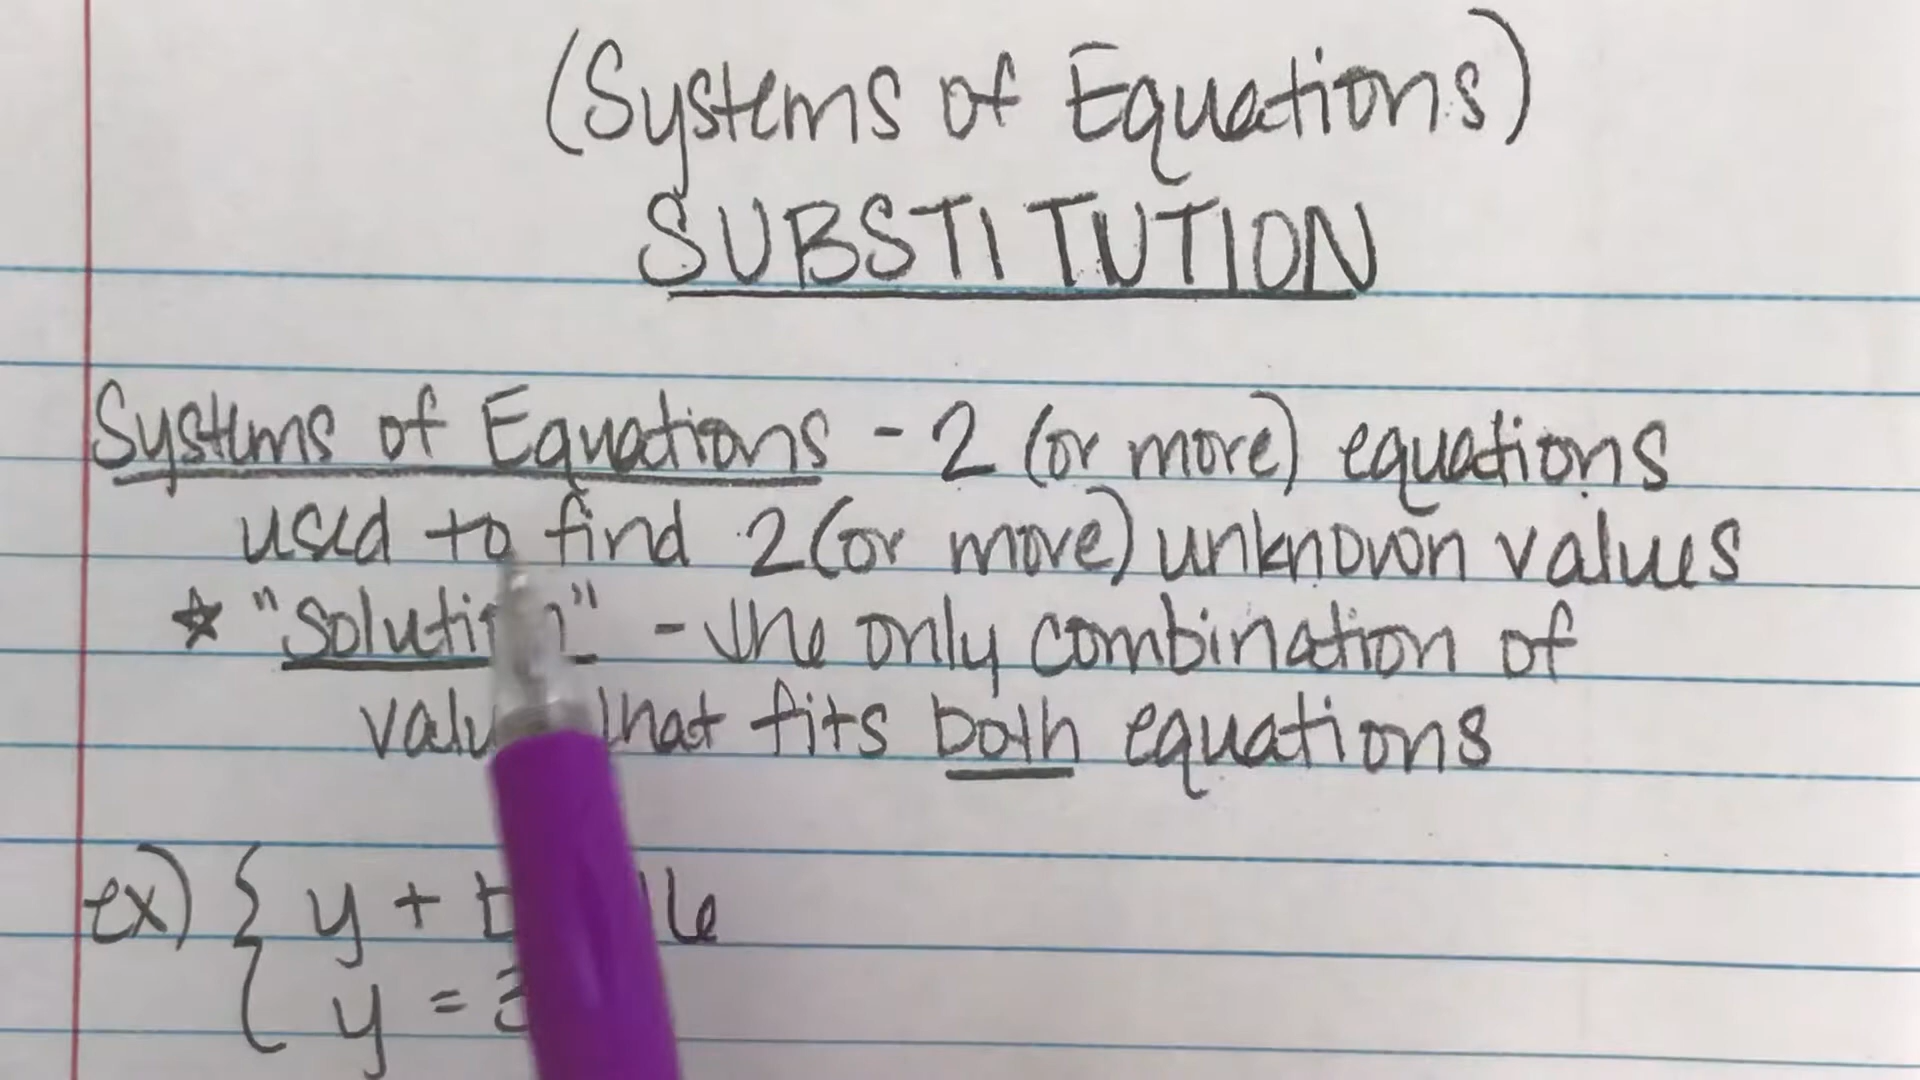 (Systems of Equations)
SUBSTITUTION
Systems of Equations - 2 (or more) equations
used to find 2 (or more) unknown values
☆ "Solution" - the only combination of
that fits both equations
ex) { y +
y =